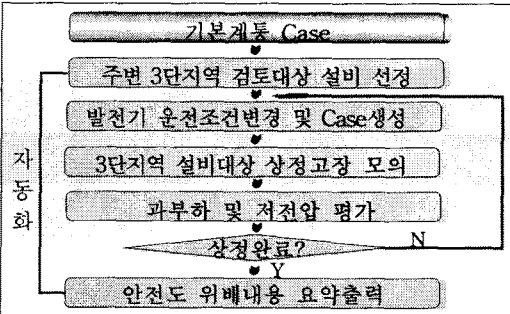 기본계통 Case
주변 3단지역 검토대상 설비 선정
발전기 운전조건변경 및 Case생성
3단지역 설비대상 상정고장 모의
과부하 및 저전압 평가
상정완료?
N
Y
안전도 위배내용 요약출력
자동화